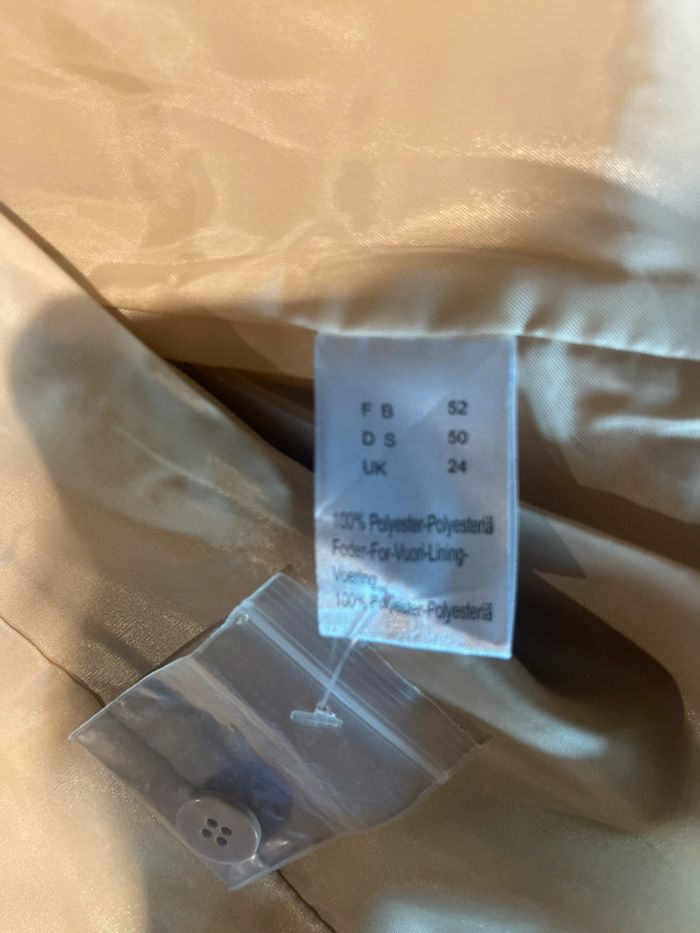 F B 52
D S 50
UK 24
100% Polyester-Polyesteriä
Foder-For-Vuori-Lining-
Voering
100% Polyester-Polyesteriä